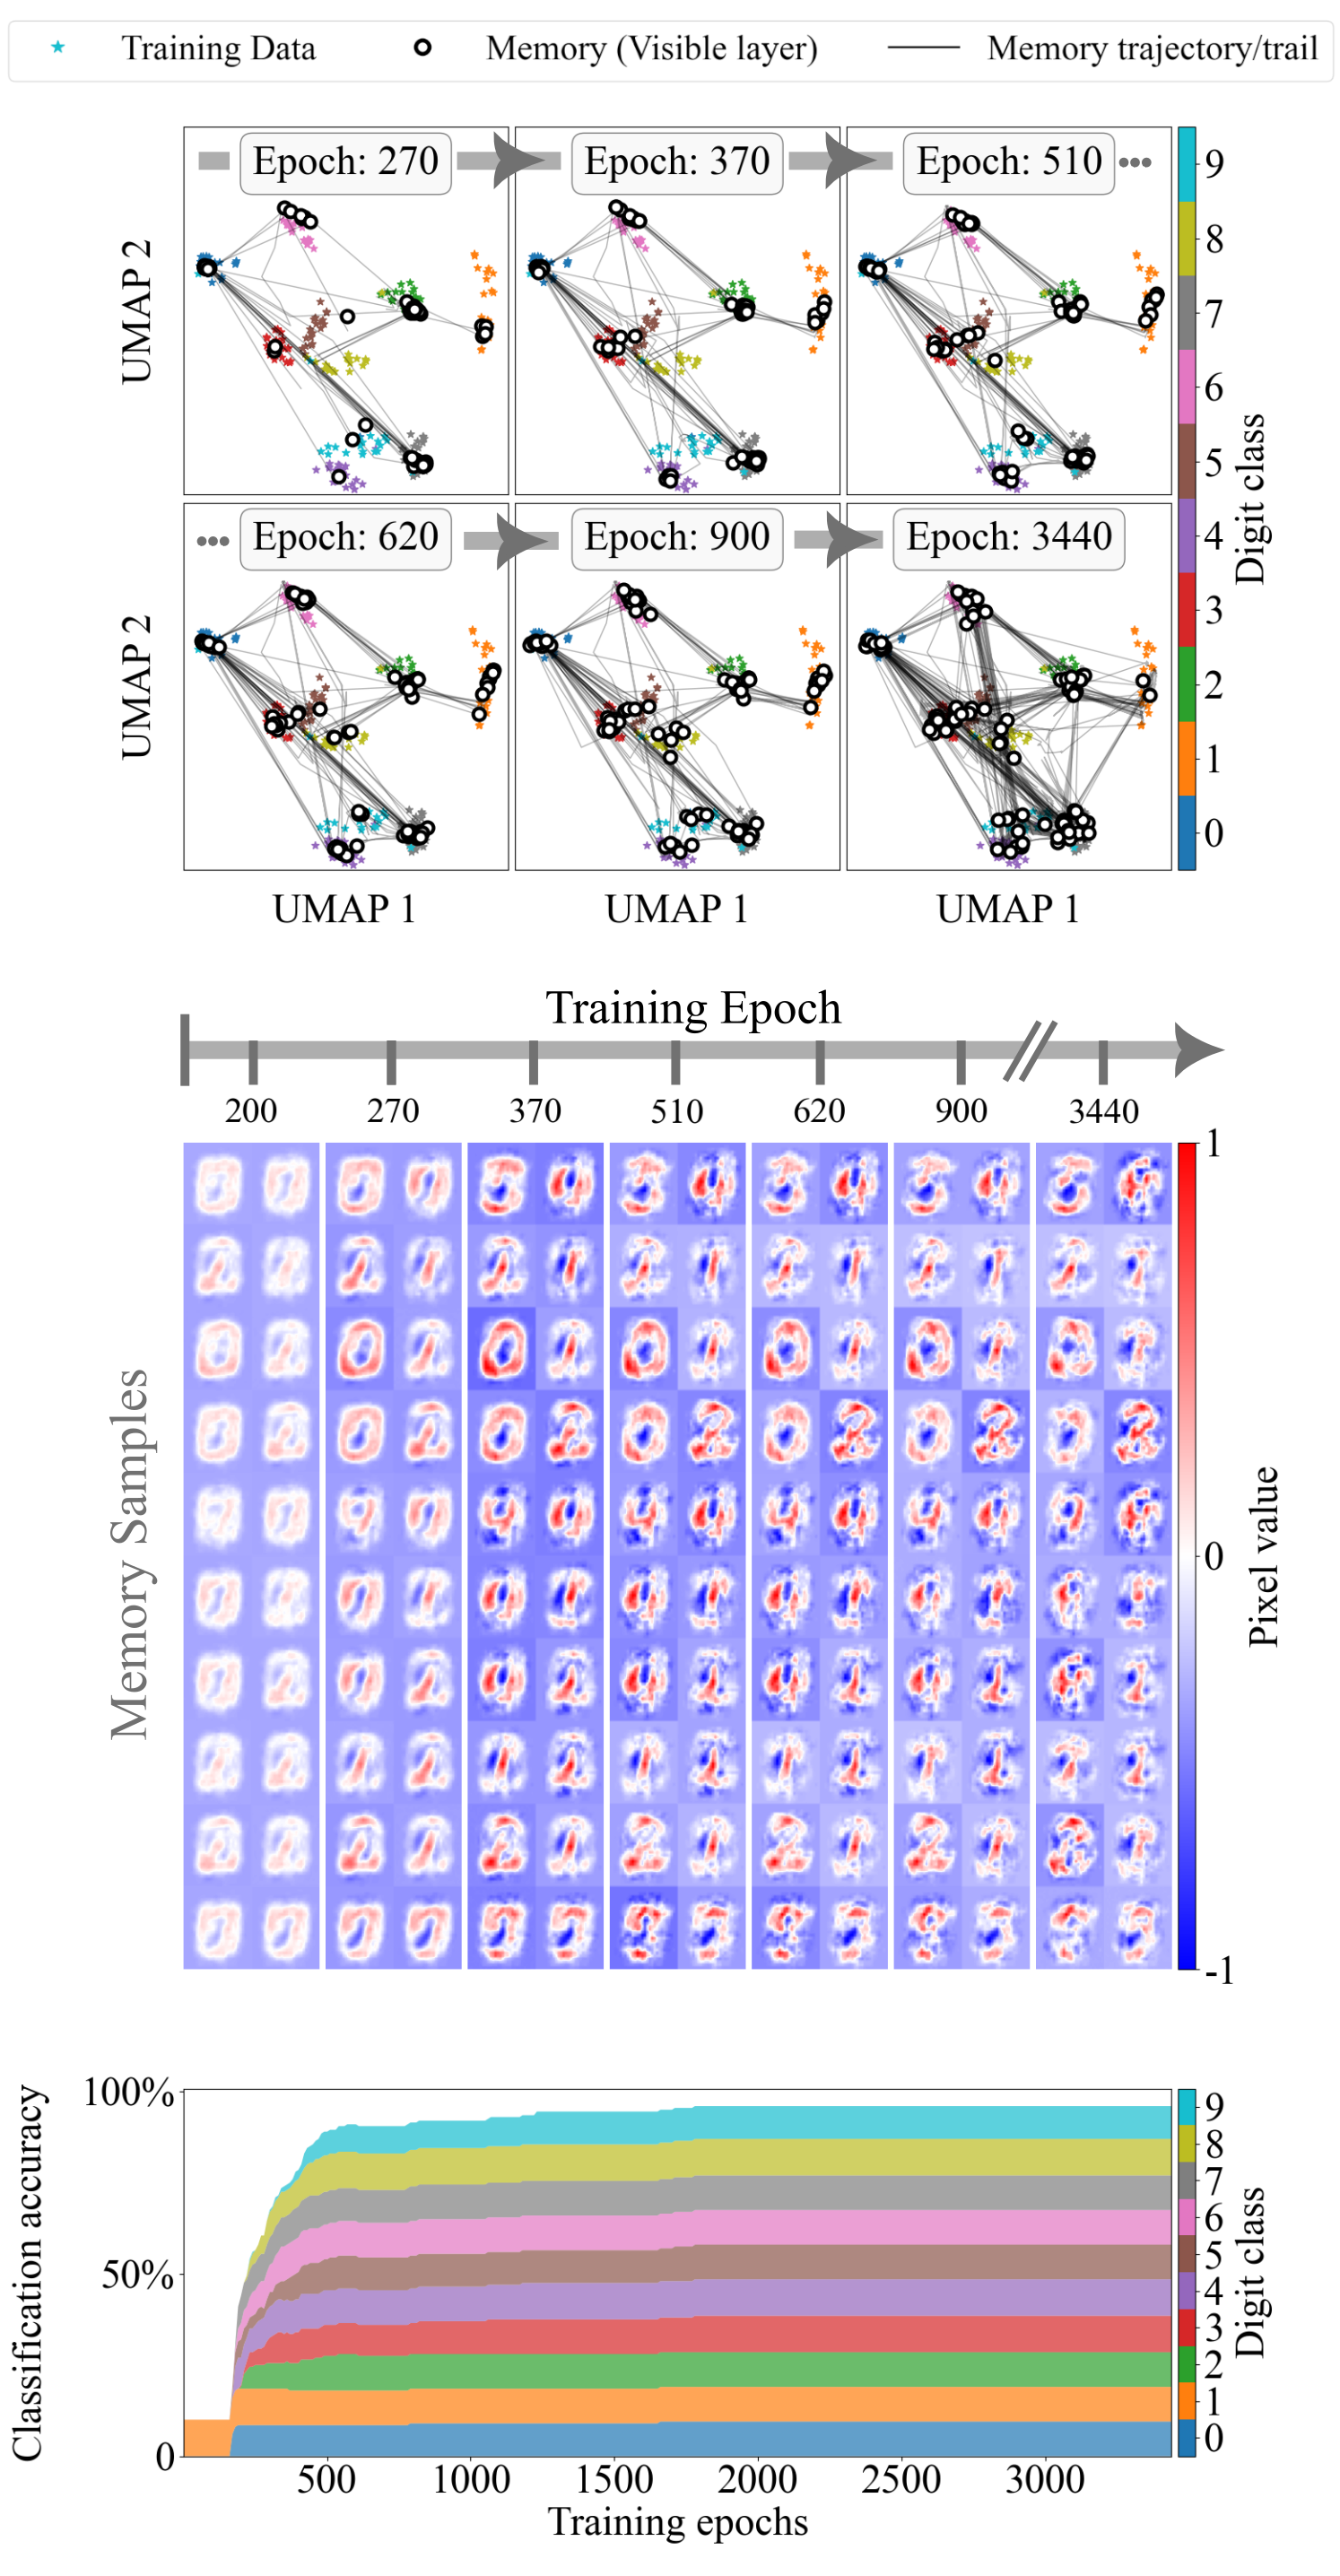 Training Data
Memory (Visible layer)
Memory trajectory/trail
Epoch: 270
Epoch: 370
Epoch: 510
UMAP 2
Epoch: 620
Epoch: 900
Epoch: 3440
UMAP 2
UMAP 1
UMAP 1
UMAP 1
9
8
7
6
5
4
3
2
1
0
Digit class
Training Epoch
200
270
370
510
620
900
3440
Memory Samples
1
0
-1
Pixel value
100%
50%
0
Classification accuracy
500
1000
1500
2000
2500
3000
Training epochs
9
8
7
6
5
4
3
2
1
0
Digit class